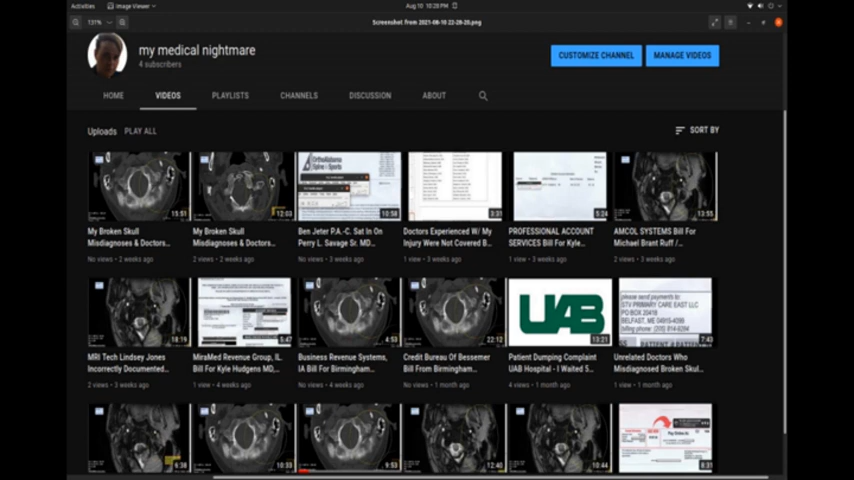 Activities Image Viewer Aug 10 10:28 PM
131% Screenshot from 2021-08-10 22-28-20.png
my medical nightmare
4 subscribers
CUSTOMIZE CHANNEL MANAGE VIDEOS
HOME VIDEOS PLAYLISTS CHANNELS DISCUSSION ABOUT
Uploads PLAY ALL SORT BY
OrthoAlabama
Spine & Sports
15:51 12:03 10:58 3:31 5:24 13:55
My Broken Skull
Misdiagnoses & Doctors...
No views • 2 weeks ago
My Broken Skull
Misdiagnoses & Doctors...
2 views • 2 weeks ago
Ben Jeter P.A.-C. Sat In On
Perry L. Savage Sr. MD...
No views • 3 weeks ago
Doctors Experienced W/ My
Injury Were Not Covered B...
1 view • 3 weeks ago
PROFESSIONAL ACCOUNT
SERVICES Bill For Kyle...
1 view • 3 weeks ago
AMCOL SYSTEMS Bill For
Michael Brant Ruff /...
2 views • 3 weeks ago
UAB
please send payments to:
STV PRIMARY CARE EAST LLC
PO BOX 20418
BELFAST, ME 04915-4099
18:19 5:47 4:53 22:12 13:21 7:43
MRI Tech Lindsey Jones
Incorrectly Documented...
2 views • 3 weeks ago
MiraMed Revenue Group, IL.
Bill For Kyle Hudgens MD,...
1 view • 4 weeks ago
Business Revenue Systems,
IA Bill For Birmingham...
No views • 4 weeks ago
Credit Bureau Of Bessemer
Bill From Birmingham...
No views • 1 month ago
Patient Dumping Complaint
UAB Hospital - I Waited 5...
4 views • 1 month ago
Unrelated Doctors Who
Misdiagnosed Broken Skul...
1 view • 1 month ago
6:38 10:33 9:53 12:40 10:44 8:31